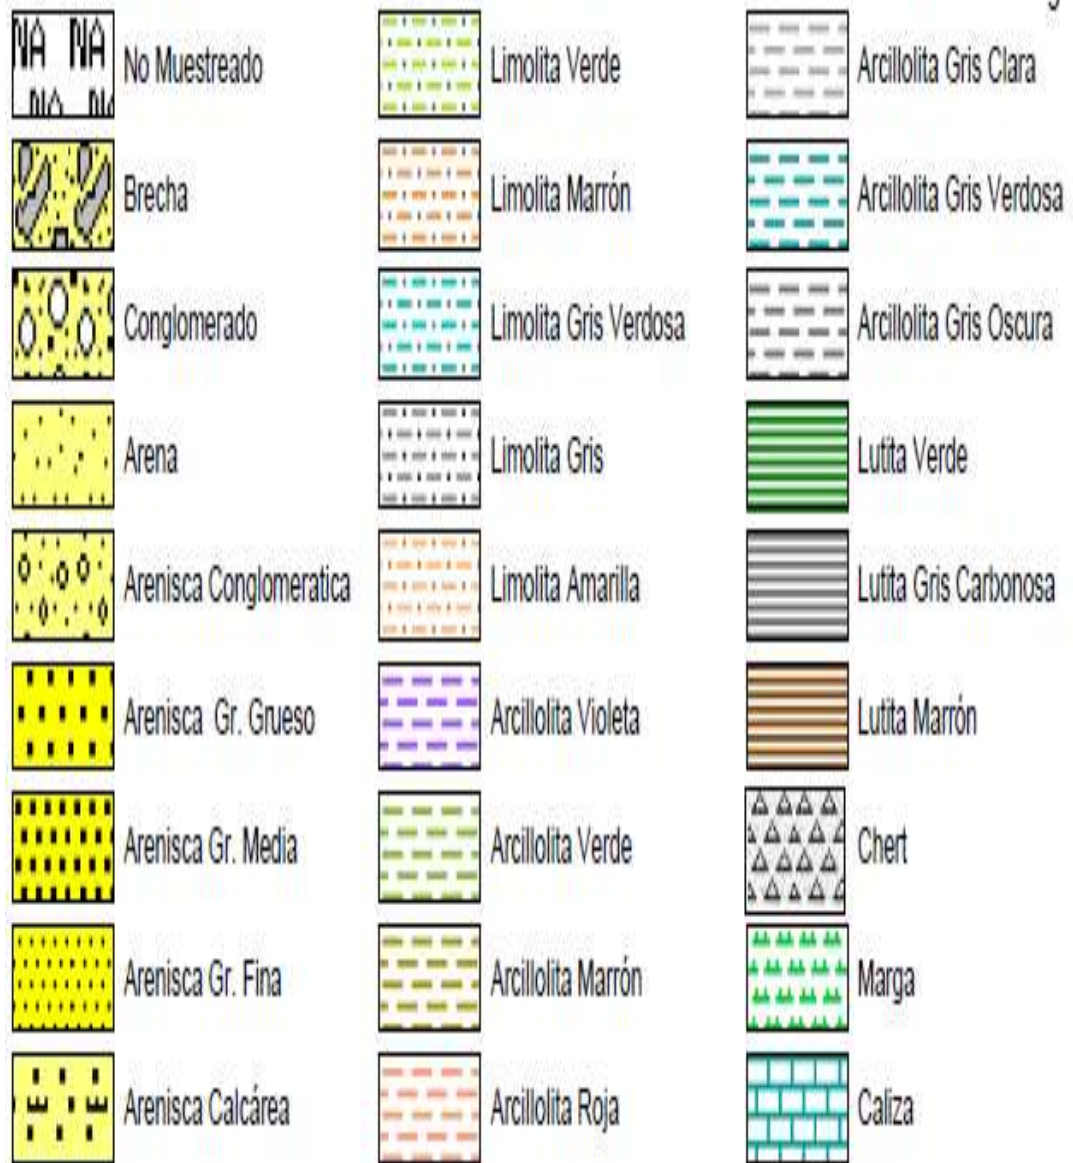 NA NA
NA NA
No Muestreado
Brecha
Conglomerado
Arena
Arenisca Conglomeratica
Arenisca Gr. Grueso
Arenisca Gr. Media
Arenisca Gr. Fina
Arenisca Calcárea
Limolita Verde
Limolita Marrón
Limolita Gris Verdosa
Limolita Gris
Limolita Amarilla
Arcillolita Violeta
Arcillolita Verde
Arcillolita Marrón
Arcillolita Roja
Arcillolita Gris Clara
Arcillolita Gris Verdosa
Arcillolita Gris Oscura
Lutita Verde
Lutita Gris Carbonosa
Lutita Marrón
Chert
Marga
Caliza